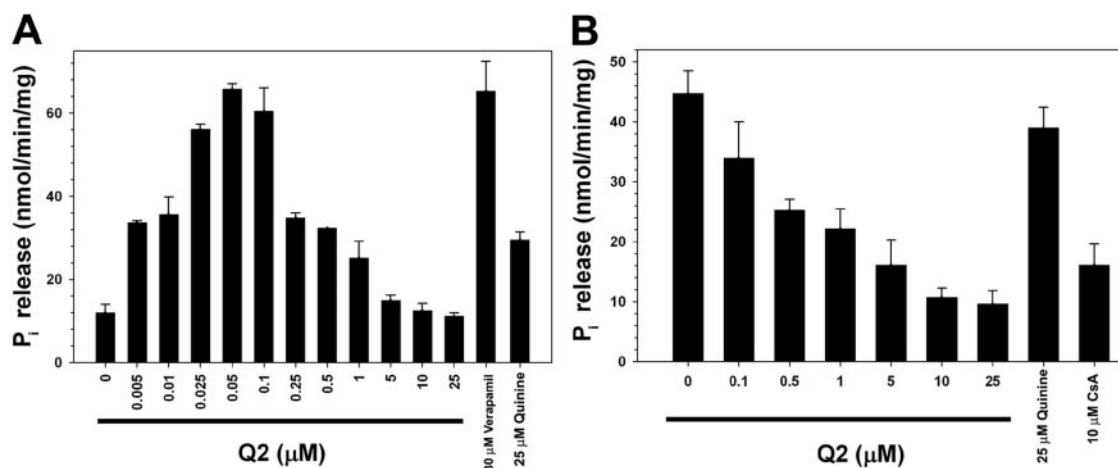 A
Pi release (nmol/min/mg)
60
40
20
0
0
0.005
0.01
0.025
0.05
0.1
0.25
0.5
1
5
10
25
30 μM Verapamil
25 μM Quinine
Q2 (μM)
B
Pi release (nmol/min/mg)
50
40
30
20
10
0
0
0.1
0.5
1
5
10
25
25 μM Quinine
10 μM CsA
Q2 (μM)